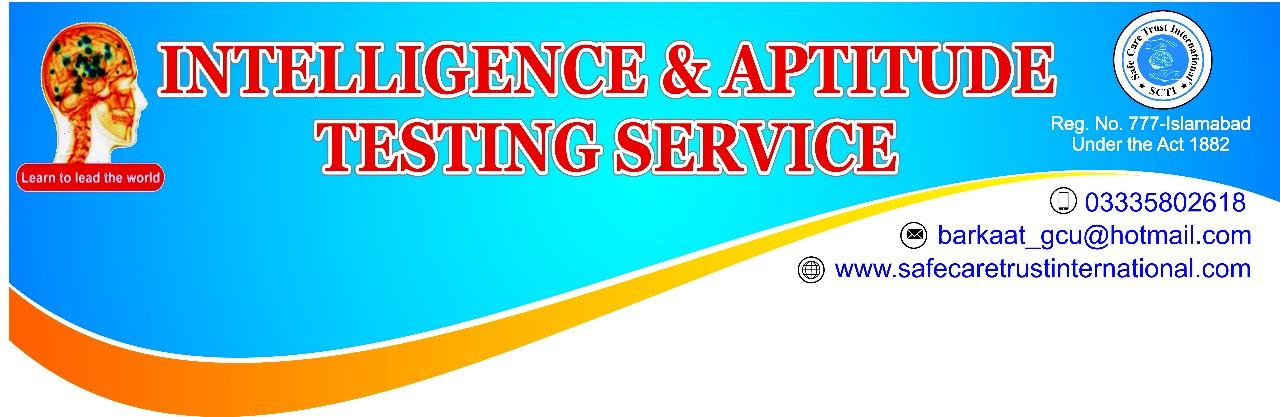 INTELLIGENCE & APTITUDE
TESTING SERVICE
Learn to lead the world
Safe Care Trust International
★ SCTI ★
Reg. No. 777-Islamabad
Under the Act 1882
03335802618
barkaat_gcu@hotmail.com
www.safecaretrustinternational.com